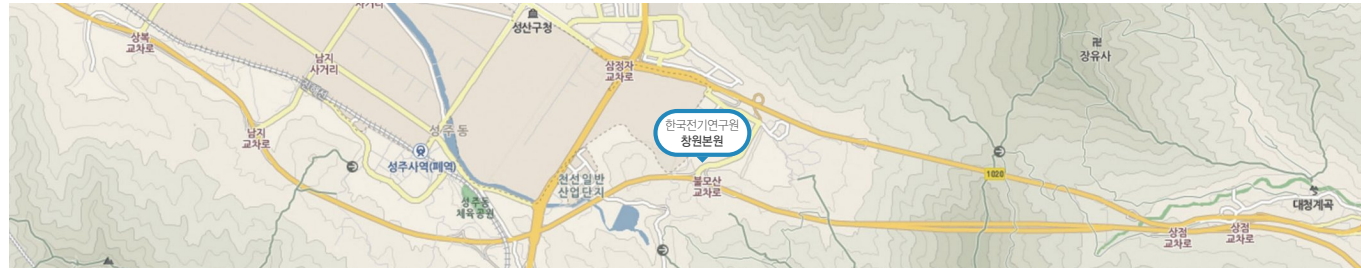 사거리
성산구청
상복
교차로
남지
사거리
삼정자
교차로
장유사
한국전기연구원
창원본원
성주동
남지
교차로
성주사역(폐역)
천선일반
산업단지
불모산
교차로
1020
성주동
체육공원
대청계곡
상점
교차로
상점
교차로